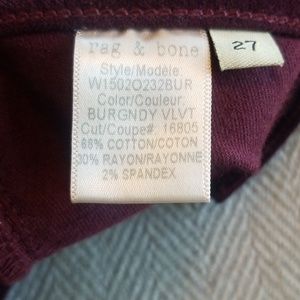 rag & bone
27
Style/Modele:
W1502O232BUR
Color/Couleur
BURGNDY VLVT
Cut/Coupe# 16805
68% COTTON/COTON
30% RAYON/RAYONNE
2% SPANDEX